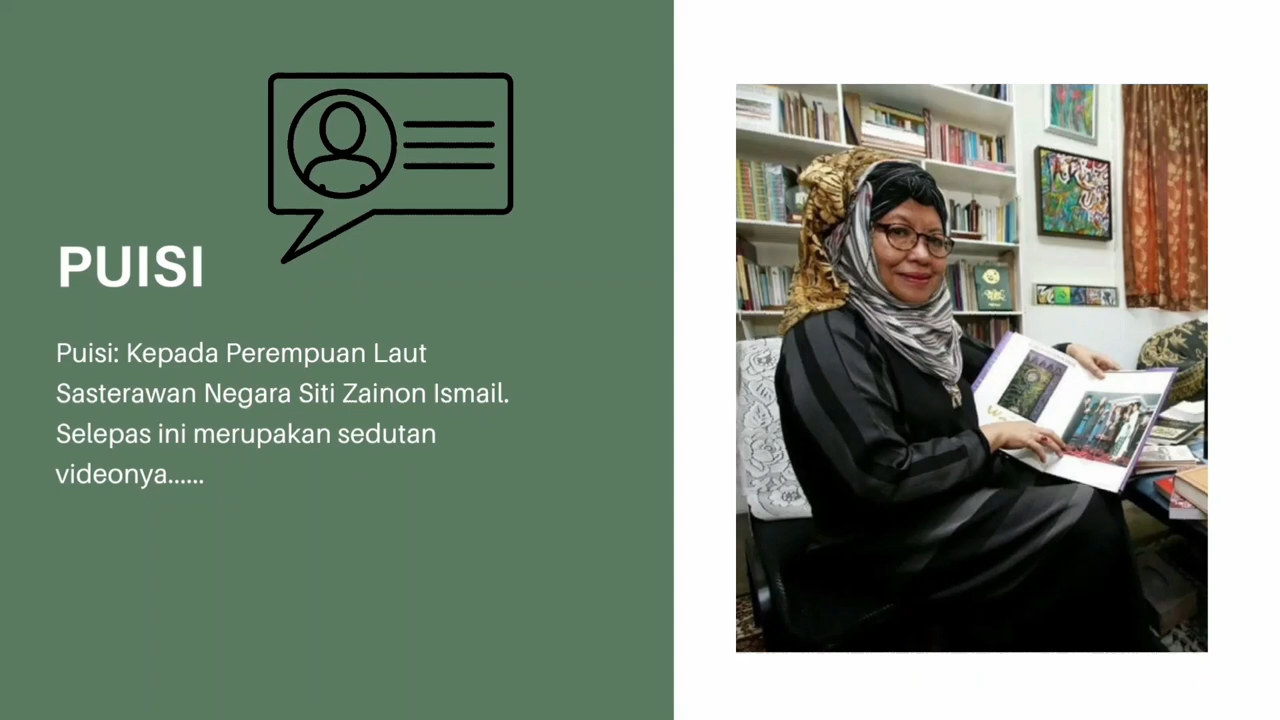 PUISI
Puisi: Kepada Perempuan Laut
Sasterawan Negara Siti Zainon Ismail.
Selepas ini merupakan sedutan
videonya......